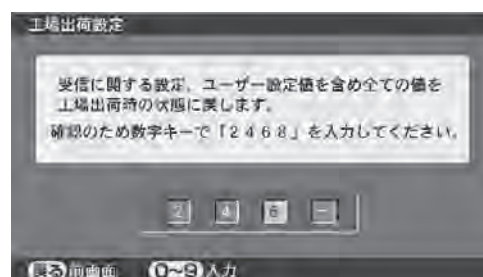 工場出荷設定
受信に関する設定、ユーザー設定値を含め全ての値を
工場出荷時の状態に戻します。
確認のため数字キーで「2468」を入力してください。
2 4 6 －
戻る 前画面 0~9 入力